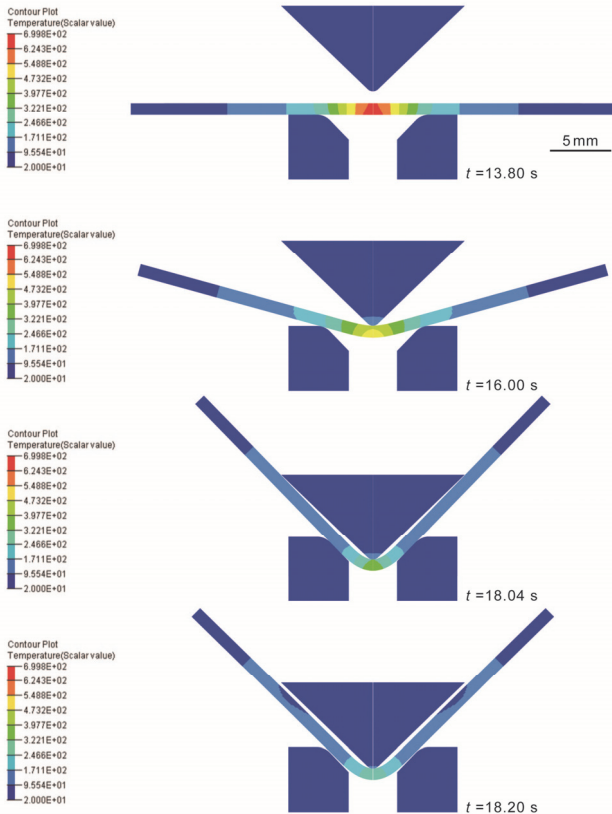 Contour Plot
Temperature(Scalar value)
6.998E+02
6.243E+02
5.488E+02
4.732E+02
3.977E+02
3.221E+02
2.466E+02
1.711E+02
9.554E+01
2.000E+01
5 mm
t=13.80 s
Contour Plot
Temperature(Scalar value)
6.998E+02
6.243E+02
5.488E+02
4.732E+02
3.977E+02
3.221E+02
2.466E+02
1.711E+02
9.554E+01
2.000E+01
t=16.00 s
Contour Plot
Temperature(Scalar value)
6.998E+02
6.243E+02
5.488E+02
4.732E+02
3.977E+02
3.221E+02
2.466E+02
1.711E+02
9.554E+01
2.000E+01
t=18.04 s
Contour Plot
Temperature(Scalar value)
6.998E+02
6.243E+02
5.488E+02
4.732E+02
3.977E+02
3.221E+02
2.466E+02
1.711E+02
9.554E+01
2.000E+01
t=18.20 s